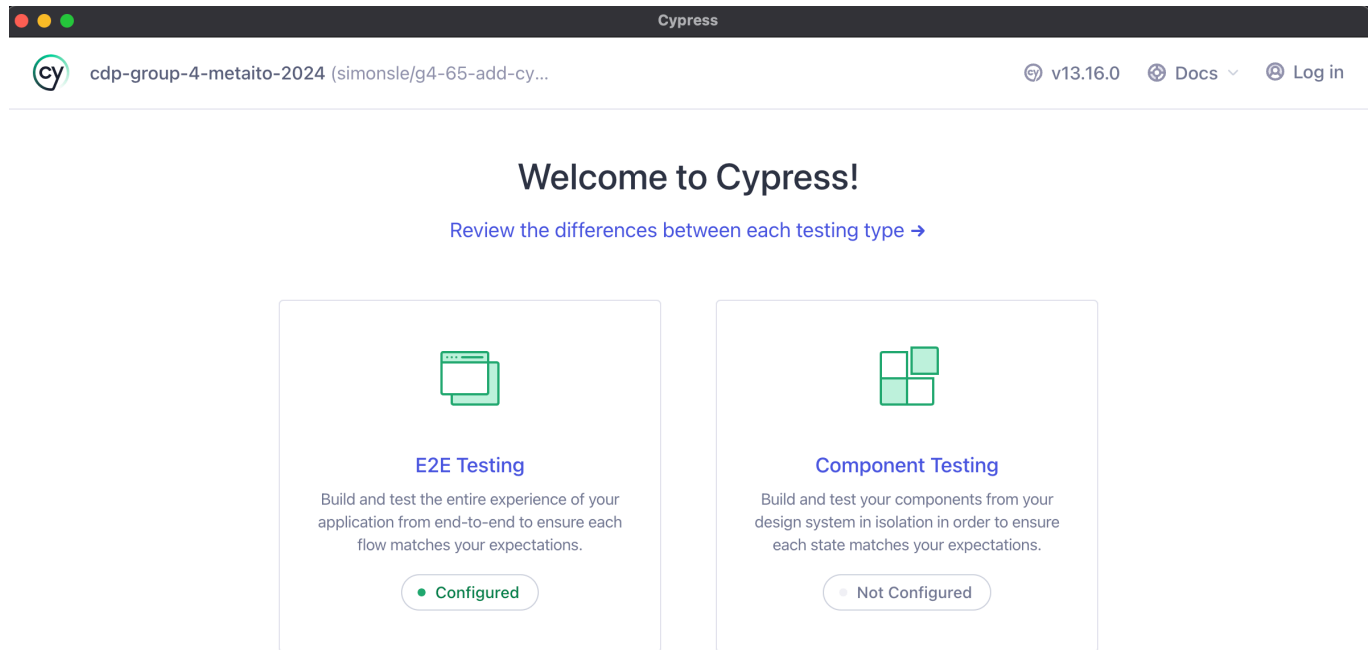 Cypress
cy cdp-group-4-metaito-2024 (simonsle/g4-65-add-cy... cy v13.16.0 Docs Log in
Welcome to Cypress!
Review the differences between each testing type →
E2E Testing
Build and test the entire experience of your
application from end-to-end to ensure each
flow matches your expectations.
Configured
Component Testing
Build and test your components from your
design system in isolation in order to ensure
each state matches your expectations.
Not Configured